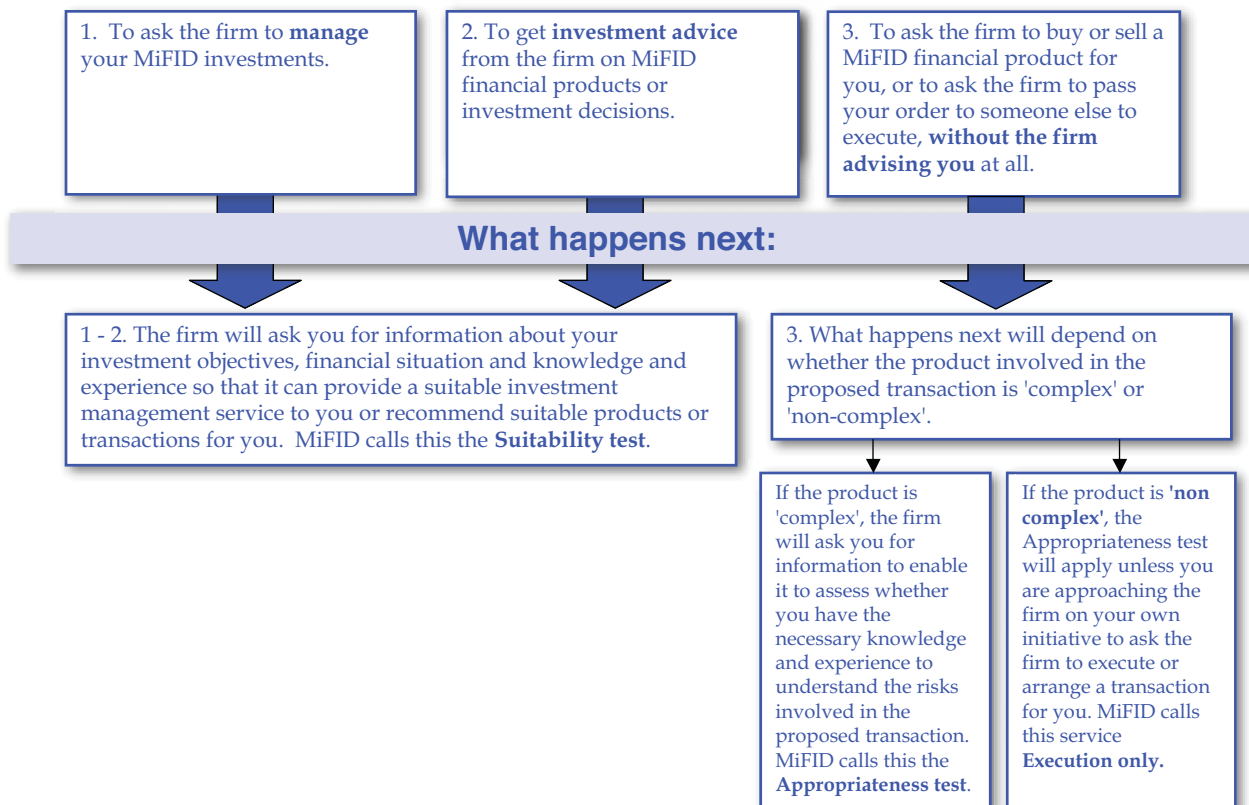 1. To ask the firm to manage
your MiFID investments.
2. To get investment advice
from the firm on MiFID
financial products or
investment decisions.
3. To ask the firm to buy or sell a
MiFID financial product for
you, or to ask the firm to pass
your order to someone else to
execute, without the firm
advising you at all.
What happens next:
1 - 2. The firm will ask you for information about your
investment objectives, financial situation and knowledge and
experience so that it can provide a suitable investment
management service to you or recommend suitable products or
transactions for you. MiFID calls this the Suitability test.
3. What happens next will depend on
whether the product involved in the
proposed transaction is 'complex' or
'non-complex'.
If the product is
'complex', the firm
will ask you for
information to enable
it to assess whether
you have the
necessary knowledge
and experience to
understand the risks
involved in the
proposed transaction.
MiFID calls this the
Appropriateness test.
If the product is 'non
complex', the
Appropriateness test
will apply unless you
are approaching the
firm on your own
initiative to ask the
firm to execute or
arrange a transaction
for you. MiFID calls
this service
Execution only.